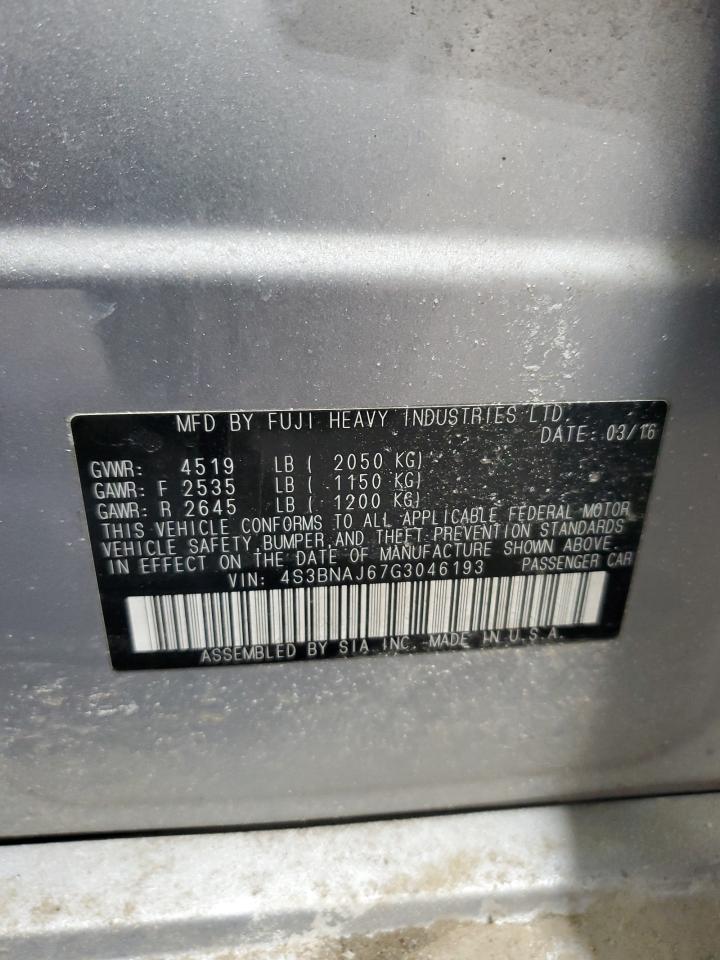 MFD BY FUJI HEAVY INDUSTRIES LTD.
DATE: 03/16
GVWR: 4519 LB ( 2050 KG)
GAWR: F 2535 LB ( 1150 KG)
GAWR: R 2645 LB ( 1200 KG)
THIS VEHICLE CONFORMS TO ALL APPLICABLE FEDERAL MOTOR
VEHICLE SAFETY, BUMPER, AND THEFT PREVENTION STANDARDS
IN EFFECT ON THE DATE OF MANUFACTURE SHOWN ABOVE.
VIN: 4S3BNAJ67G3046193 PASSENGER CAR
ASSEMBLED BY SIA, INC. MADE IN U.S.A.